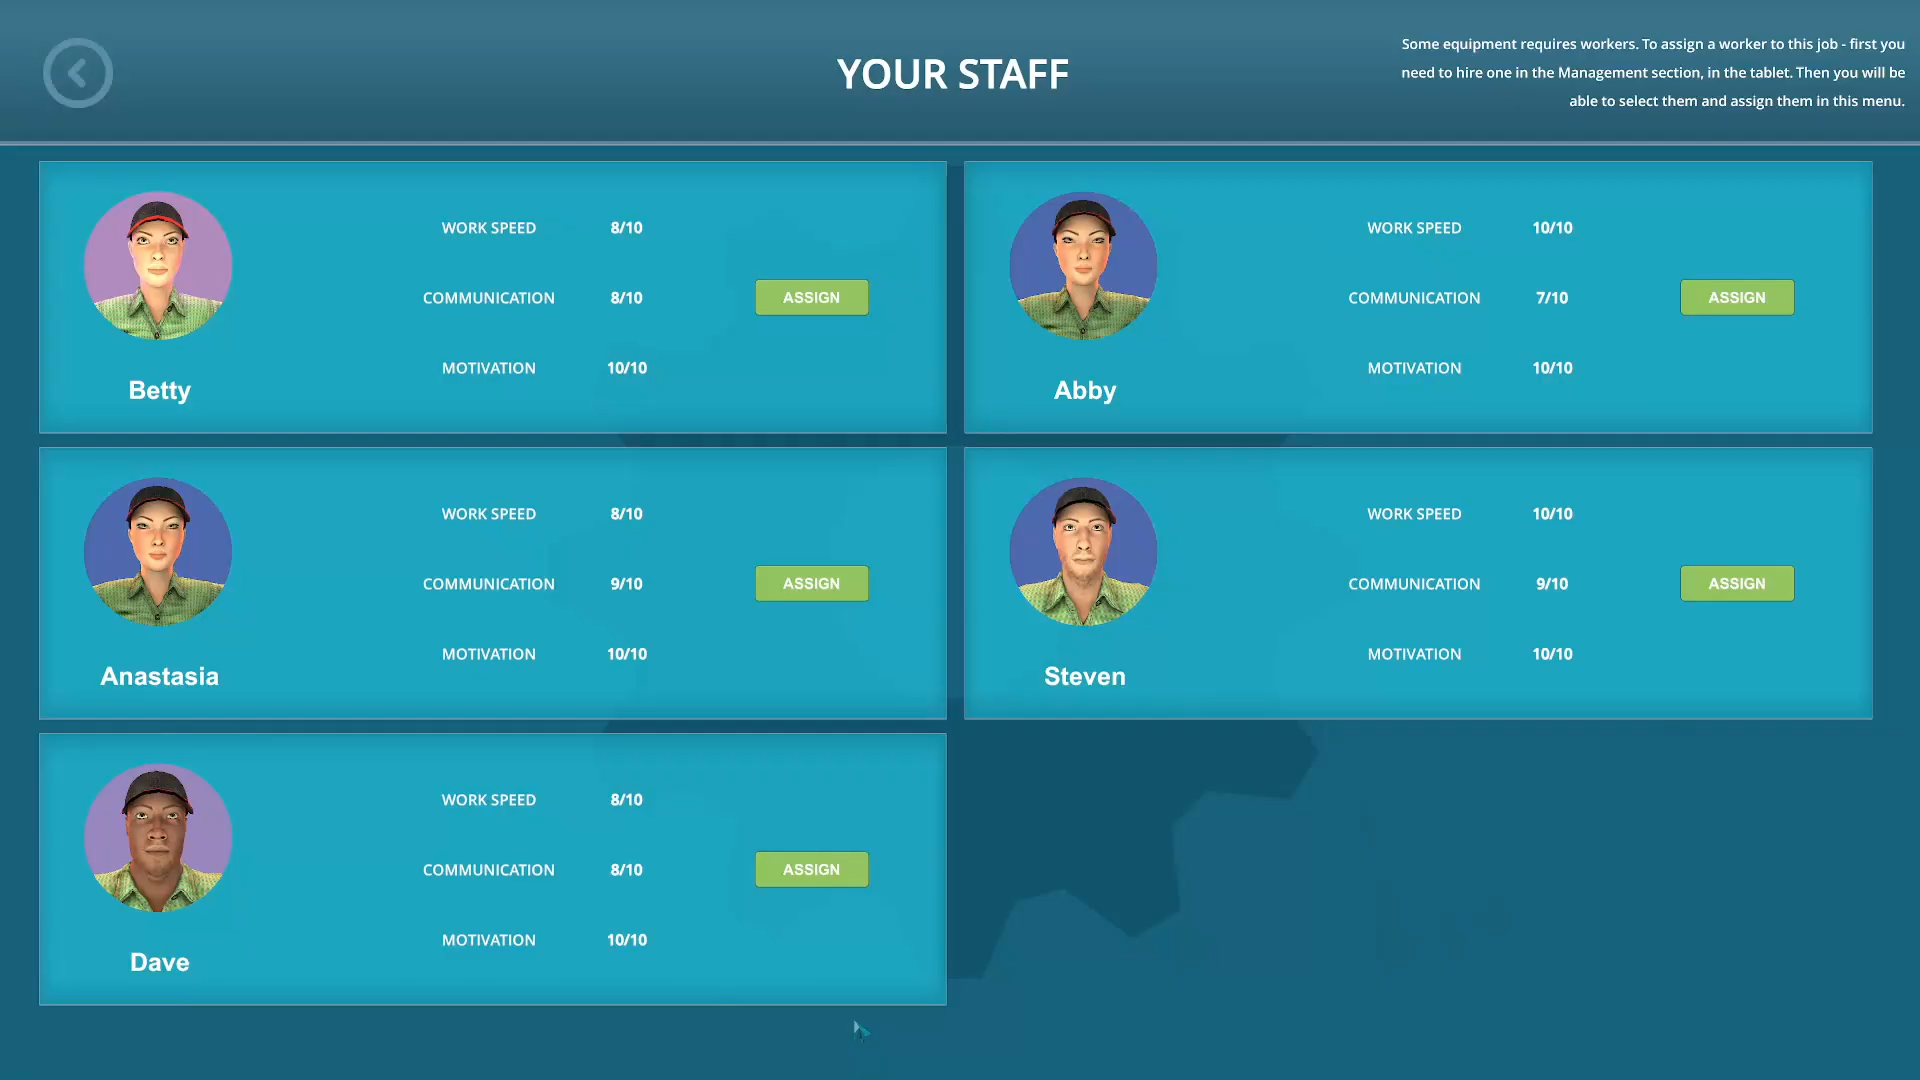 YOUR STAFF
Some equipment requires workers. To assign a worker to this job - first you
need to hire one in the Management section, in the tablet. Then you will be
able to select them and assign them in this menu.
WORK SPEED 8/10
COMMUNICATION 8/10
ASSIGN
MOTIVATION 10/10
Betty
WORK SPEED 10/10
COMMUNICATION 7/10
ASSIGN
MOTIVATION 10/10
Abby
WORK SPEED 8/10
COMMUNICATION 9/10
ASSIGN
MOTIVATION 10/10
Anastasia
WORK SPEED 10/10
COMMUNICATION 9/10
ASSIGN
MOTIVATION 10/10
Steven
WORK SPEED 8/10
COMMUNICATION 8/10
ASSIGN
MOTIVATION 10/10
Dave